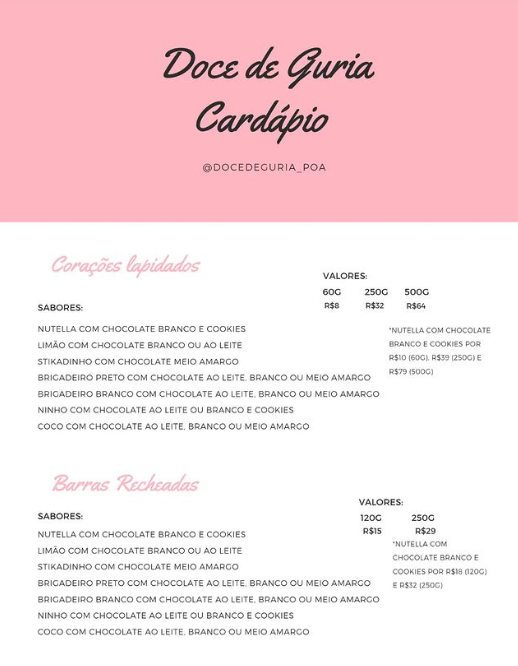 Doce de Guria
Cardápio
@DOCEDEGURIA_POA
Corações lapidados
VALORES:
60G 250G 500G
R$8 R$32 R$64
SABORES:
NUTELLA COM CHOCOLATE BRANCO E COOKIES
LIMÃO COM CHOCOLATE BRANCO OU AO LEITE
STIKADINHO COM CHOCOLATE MEIO AMARGO
BRIGADEIRO PRETO COM CHOCOLATE AO LEITE, BRANCO OU MEIO AMARGO
BRIGADEIRO BRANCO COM CHOCOLATE AO LEITE, BRANCO OU MEIO AMARGO
NINHO COM CHOCOLATE AO LEITE OU BRANCO E COOKIES
COCO COM CHOCOLATE AO LEITE, BRANCO OU MEIO AMARGO
*NUTELLA COM CHOCOLATE
BRANCO E COOKIES POR
R$10 (60G), R$39 (250G) E
R$79 (500G)
Barras Recheadas
VALORES:
120G 250G
R$15 R$29
SABORES:
NUTELLA COM CHOCOLATE BRANCO E COOKIES
LIMÃO COM CHOCOLATE BRANCO OU AO LEITE
STIKADINHO COM CHOCOLATE MEIO AMARGO
BRIGADEIRO PRETO COM CHOCOLATE AO LEITE, BRANCO OU MEIO AMARGO
BRIGADEIRO BRANCO COM CHOCOLATE AO LEITE, BRANCO OU MEIO AMARGO
NINHO COM CHOCOLATE AO LEITE OU BRANCO E COOKIES
COCO COM CHOCOLATE AO LEITE, BRANCO OU MEIO AMARGO
*NUTELLA COM
CHOCOLATE BRANCO E
COOKIES POR R$18 (120G)
E R$32 (250G)